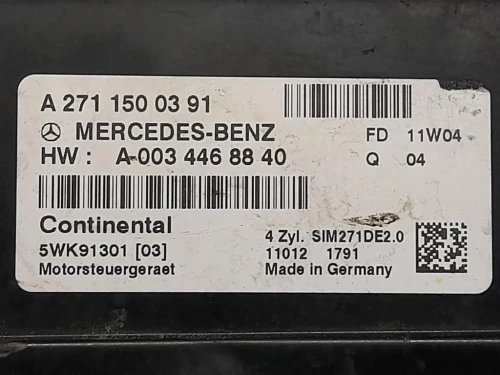 A 271 150 03 91
MERCEDES-BENZ
FD 11W04
HW : A-003 446 88 40
Q 04
Continental
5WK91301 [03]
4 Zyl. SIM271DE2.0
11012 1791
Motorsteuergeraet
Made in Germany